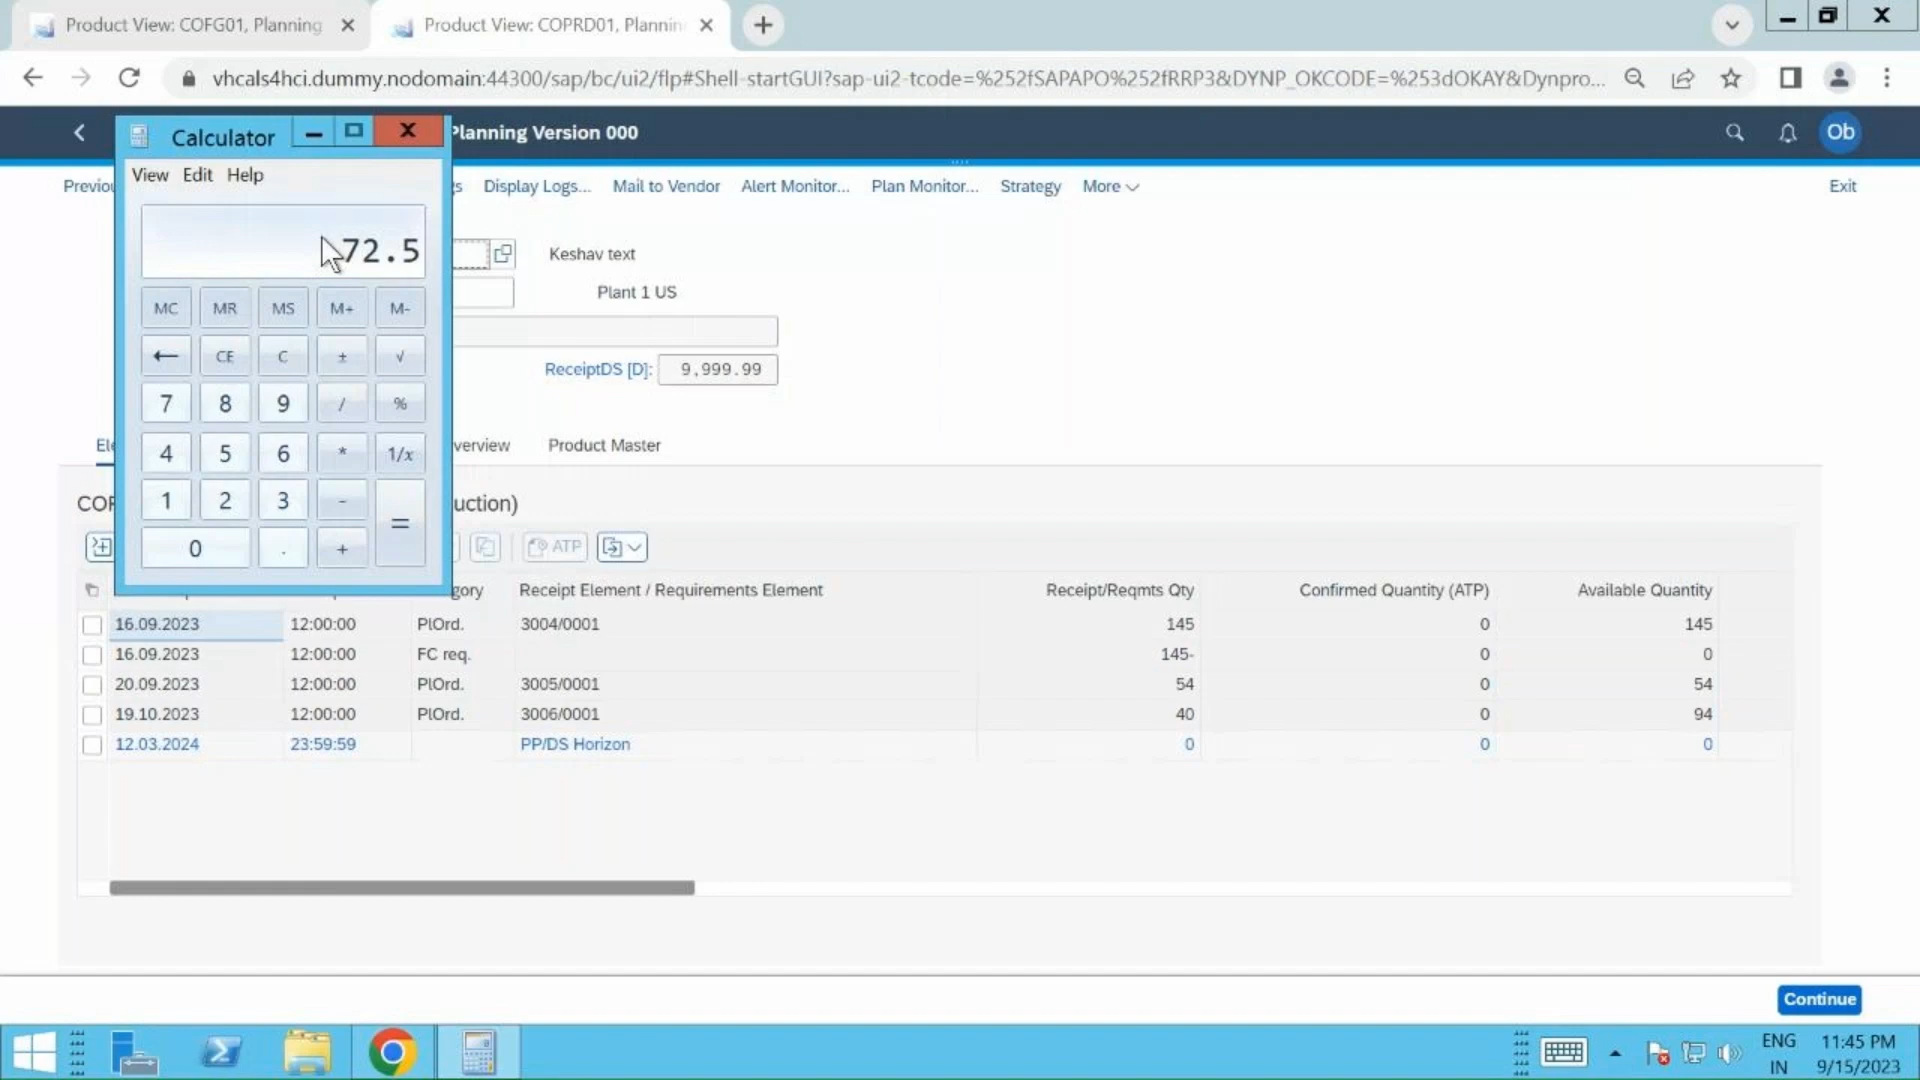 Product View: COFG01, Planning
Product View: COPRD01, Plannin
vhcals4hci.dummy.nodomain:44300/sap/bc/ui2/flp#Shell-startGUI?sap-ui2-tcode=%252fSAPAPO%252fRRP3&DYNP_OKCODE=%253dOKAY&Dynpro...
Planning Version 000
Ob
Calculator
View Edit Help
72.5
MC MR MS M+ M-
← CE C ± √
7 8 9 / %
4 5 6 * 1/x
1 2 3 - =
0 . +
Previou
gs Display Logs... Mail to Vendor Alert Monitor... Plan Monitor... Strategy More Exit
Keshav text
Plant 1 US
ReceiptDS [D]: 9,999.99
Ele verview Product Master
COP uction)
ATP
gory Receipt Element / Requirements Element Receipt/Reqmts Qty Confirmed Quantity (ATP) Available Quantity
16.09.2023 12:00:00 PlOrd. 3004/0001 145 0 145
16.09.2023 12:00:00 FC req. 145- 0 0
20.09.2023 12:00:00 PlOrd. 3005/0001 54 0 54
19.10.2023 12:00:00 PlOrd. 3006/0001 40 0 94
12.03.2024 23:59:59 PP/DS Horizon 0 0 0
Continue
ENG 11:45 PM
IN 9/15/2023